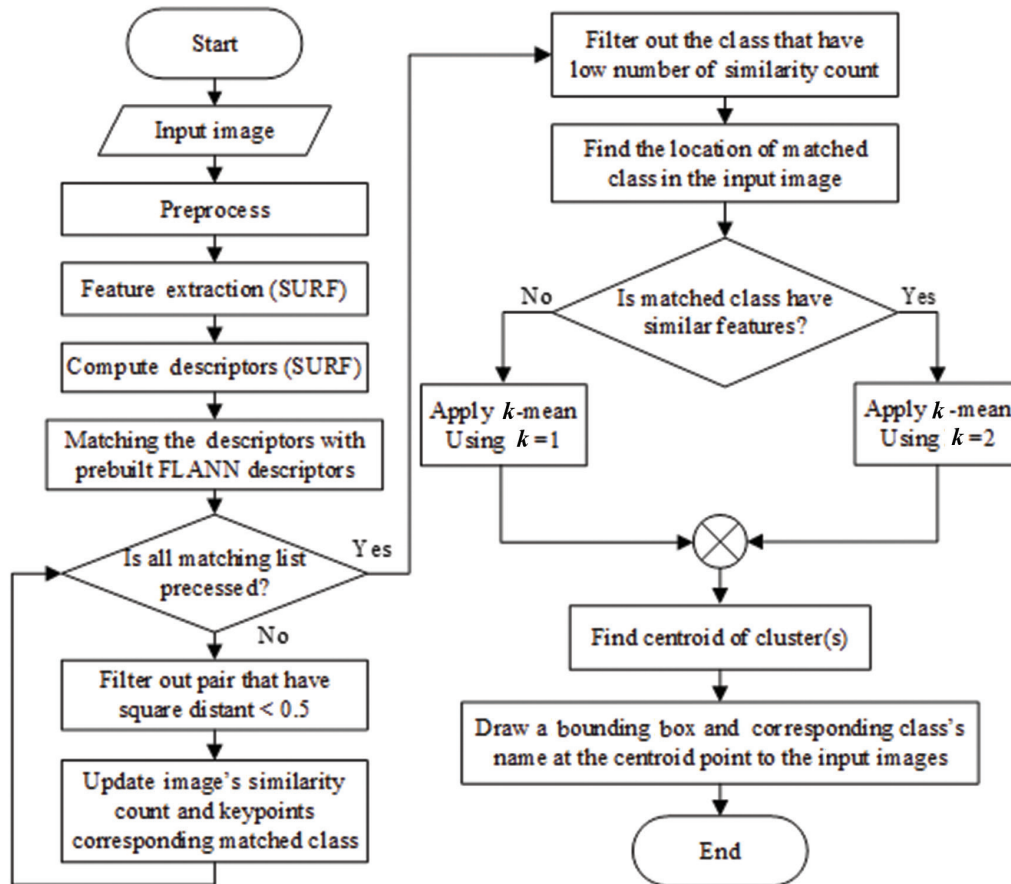 Start
Input image
Preprocess
Feature extraction (SURF)
Compute descriptors (SURF)
Matching the descriptors with
prebuilt FLANN descriptors
Is all matching list
precessed?
Yes
No
Filter out pair that have
square distant < 0.5
Update image's similarity
count and keypoints
corresponding matched class
Filter out the class that have
low number of similarity count
Find the location of matched
class in the input image
Is matched class have
similar features?
No
Yes
Apply k-mean
Using k=1
Apply k-mean
Using k=2
Find centroid of cluster(s)
Draw a bounding box and corresponding class's
name at the centroid point to the input images
End